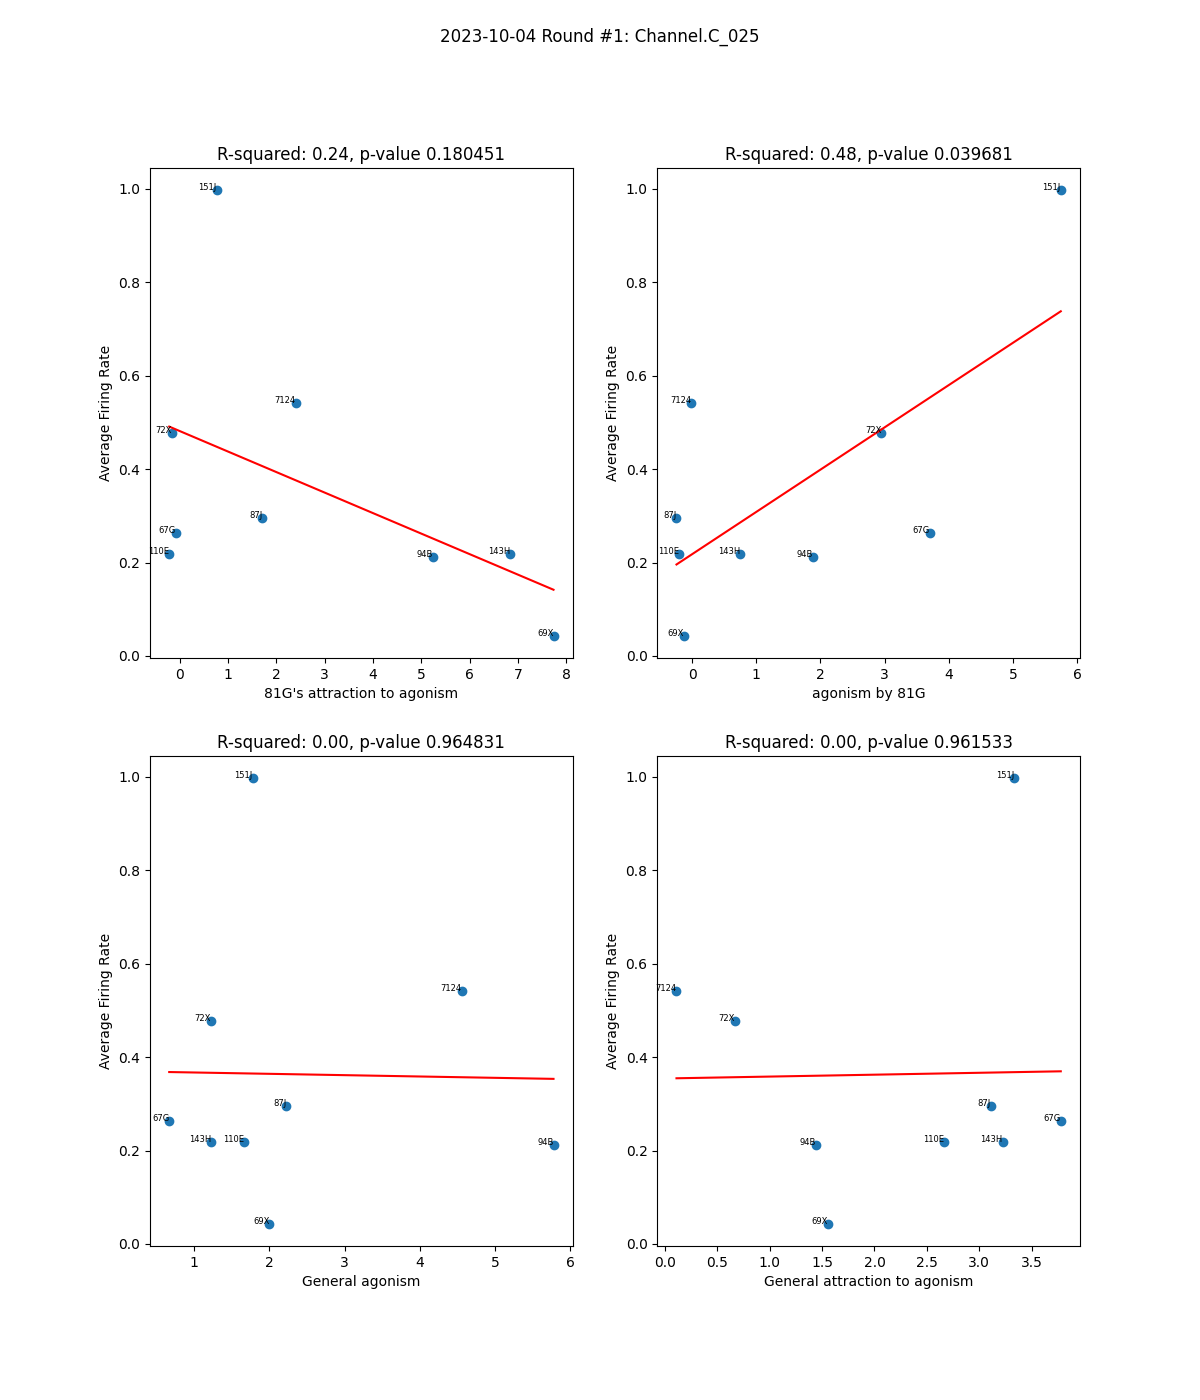 2023-10-04 Round #1: Channel.C_025
R-squared: 0.24, p-value 0.180451
1.0
0.8
0.6
0.4
0.2
0.0
Average Firing Rate
151J
7124
72X
87J
67G
110E
94B
143H
69X
0 1 2 3 4 5 6 7 8
81G's attraction to agonism
R-squared: 0.48, p-value 0.039681
1.0
0.8
0.6
0.4
0.2
0.0
Average Firing Rate
151J
7124
72X
87J
67G
110E
143H
94B
69X
0 1 2 3 4 5 6
agonism by 81G
R-squared: 0.00, p-value 0.964831
1.0
0.8
0.6
0.4
0.2
0.0
Average Firing Rate
151J
7124
72X
87J
67G
143H
110E
94B
69X
1 2 3 4 5 6
General agonism
R-squared: 0.00, p-value 0.961533
1.0
0.8
0.6
0.4
0.2
0.0
Average Firing Rate
151J
7124
72X
87J
67G
94B
110E
143H
69X
0.0 0.5 1.0 1.5 2.0 2.5 3.0 3.5
General attraction to agonism